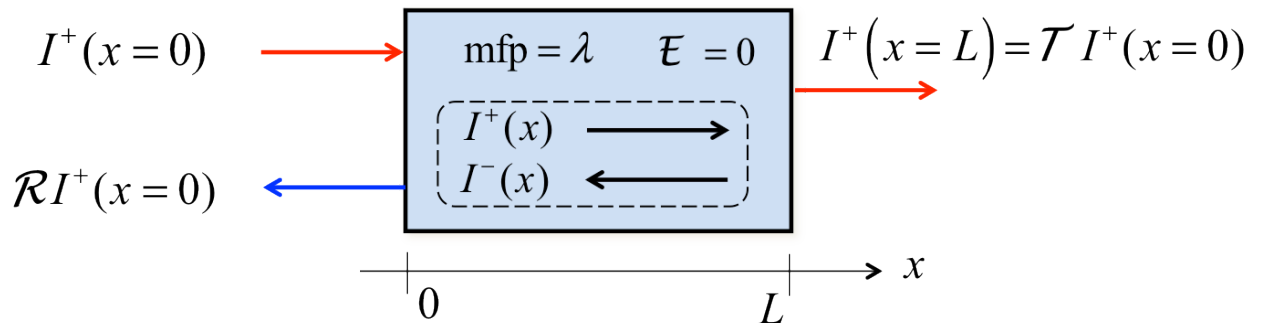 I⁺(x = 0)
mfp = λ   ℰ = 0
I⁺(x = L) = 𝒯 I⁺(x = 0)
I⁺(x)
I⁻(x)
ℛI⁺(x = 0)
x
0
L